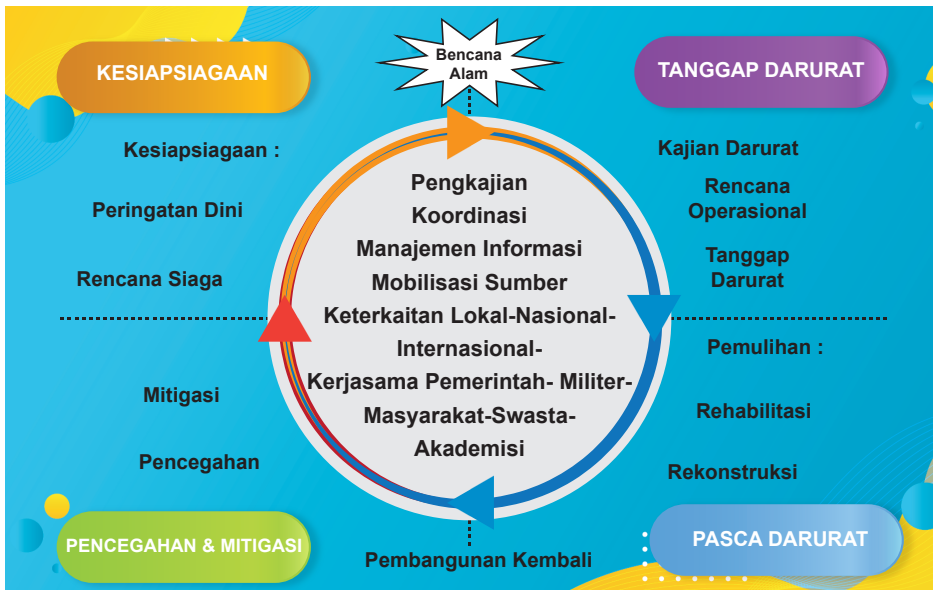 KESIAPSIAGAAN
Bencana
Alam
TANGGAP DARURAT
Kesiapsiagaan :
Peringatan Dini
Rencana Siaga
Kajian Darurat
Rencana
Operasional
Tanggap
Darurat
Pengkajian
Koordinasi
Manajemen Informasi
Mobilisasi Sumber
Keterkaitan Lokal-Nasional-
Internasional-
Kerjasama Pemerintah- Militer-
Masyarakat-Swasta-
Akademisi
Mitigasi
Pencegahan
Pemulihan :
Rehabilitasi
Rekonstruksi
PENCEGAHAN & MITIGASI
Pembangunan Kembali
PASCA DARURAT